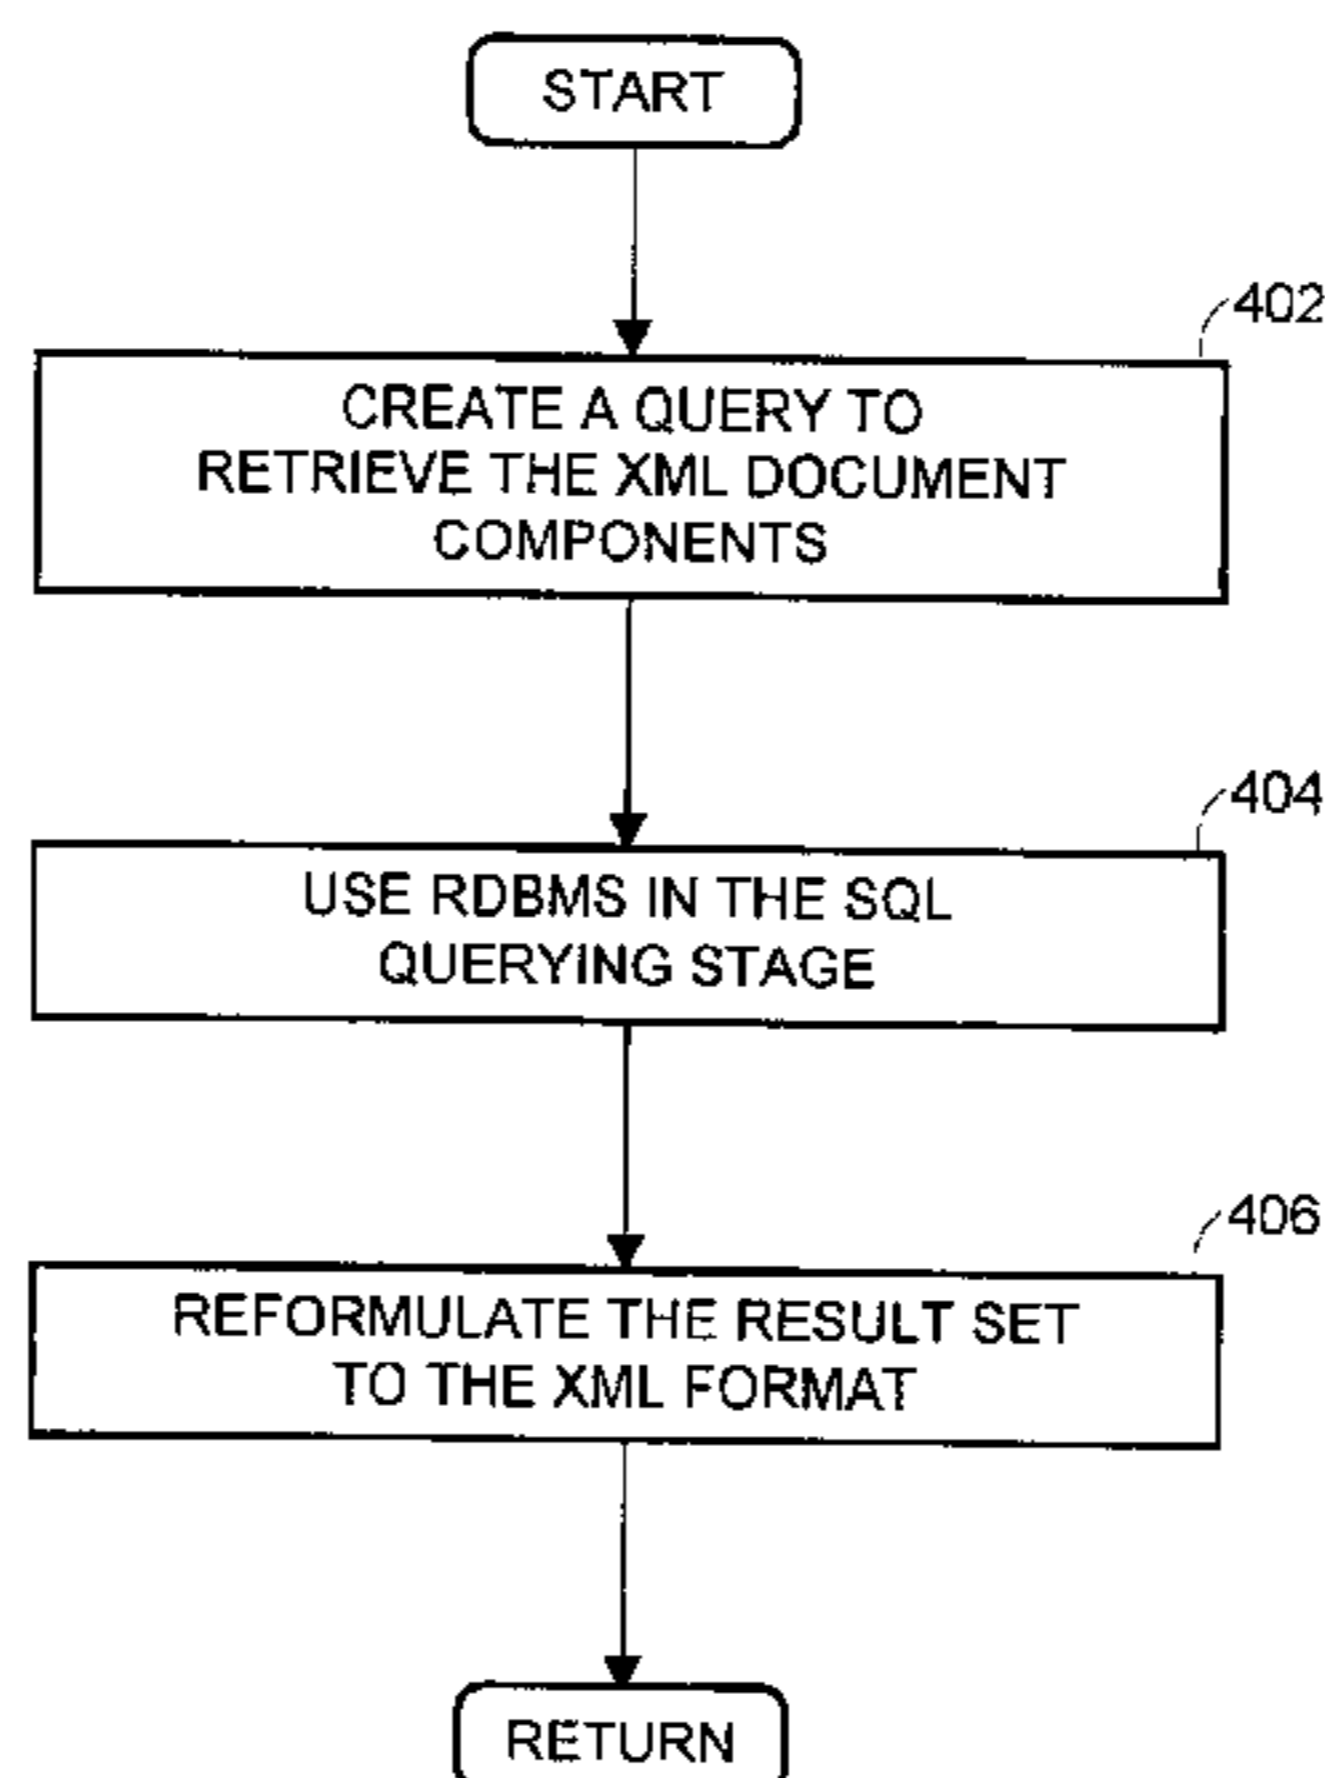 START
402
CREATE A QUERY TO
RETRIEVE THE XML DOCUMENT
COMPONENTS
404
USE RDBMS IN THE SQL
QUERYING STAGE
406
REFORMULATE THE RESULT SET
TO THE XML FORMAT
RETURN